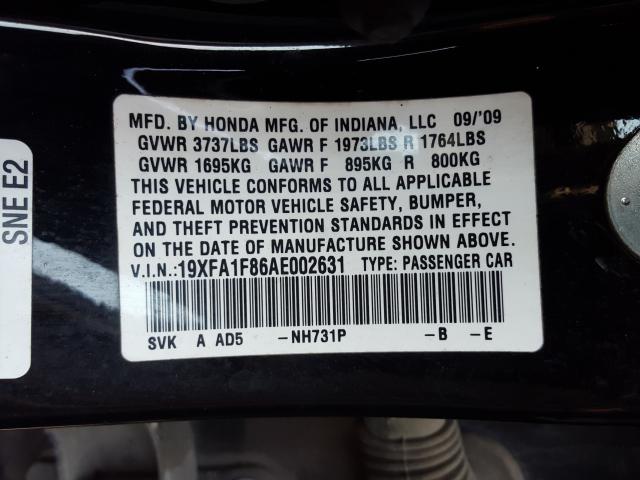 MFD. BY HONDA MFG. OF INDIANA, LLC 09/'09
GVWR 3737LBS GAWR F 1973LBS R 1764LBS
GVWR 1695KG GAWR F 895KG R 800KG
THIS VEHICLE CONFORMS TO ALL APPLICABLE
FEDERAL MOTOR VEHICLE SAFETY, BUMPER,
AND THEFT PREVENTION STANDARDS IN EFFECT
ON THE DATE OF MANUFACTURE SHOWN ABOVE.
V.I.N.:19XFA1F86AE002631 TYPE: PASSENGER CAR
SVK A AD5 -NH731P -B -E
SNE E2